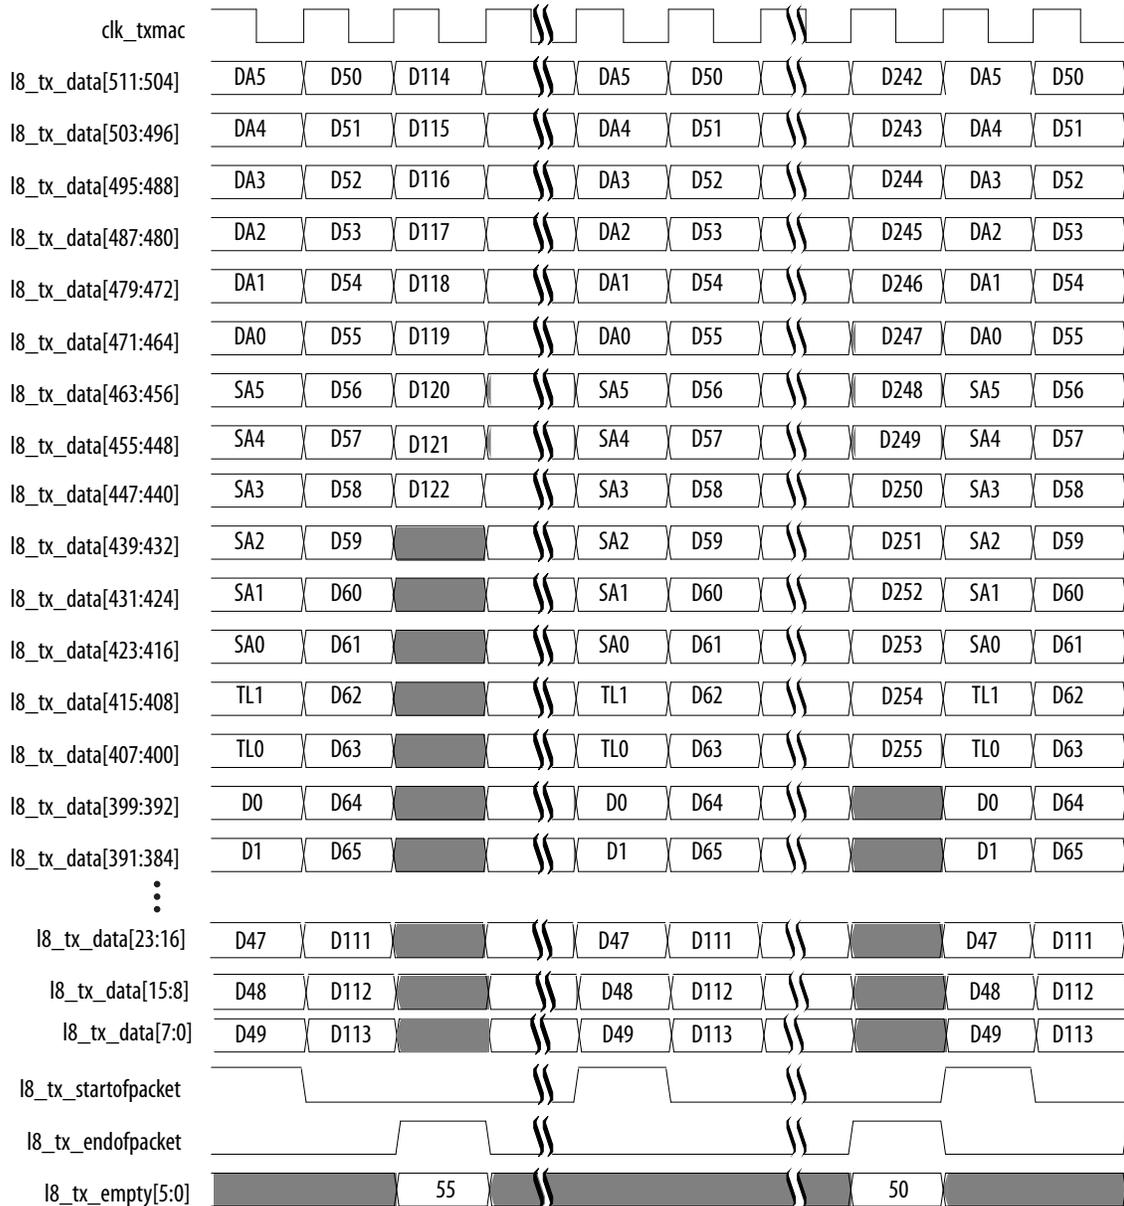 clk_txmac
l8_tx_data[511:504] DA5 D50 D114 DA5 D50 D242 DA5 D50
l8_tx_data[503:496] DA4 D51 D115 DA4 D51 D243 DA4 D51
l8_tx_data[495:488] DA3 D52 D116 DA3 D52 D244 DA3 D52
l8_tx_data[487:480] DA2 D53 D117 DA2 D53 D245 DA2 D53
l8_tx_data[479:472] DA1 D54 D118 DA1 D54 D246 DA1 D54
l8_tx_data[471:464] DA0 D55 D119 DA0 D55 D247 DA0 D55
l8_tx_data[463:456] SA5 D56 D120 SA5 D56 D248 SA5 D56
l8_tx_data[455:448] SA4 D57 D121 SA4 D57 D249 SA4 D57
l8_tx_data[447:440] SA3 D58 D122 SA3 D58 D250 SA3 D58
l8_tx_data[439:432] SA2 D59 SA2 D59 D251 SA2 D59
l8_tx_data[431:424] SA1 D60 SA1 D60 D252 SA1 D60
l8_tx_data[423:416] SA0 D61 SA0 D61 D253 SA0 D61
l8_tx_data[415:408] TL1 D62 TL1 D62 D254 TL1 D62
l8_tx_data[407:400] TL0 D63 TL0 D63 D255 TL0 D63
l8_tx_data[399:392] D0 D64 D0 D64 D0 D64
l8_tx_data[391:384] D1 D65 D1 D65 D1 D65
l8_tx_data[23:16] D47 D111 D47 D111 D47 D111
l8_tx_data[15:8] D48 D112 D48 D112 D48 D112
l8_tx_data[7:0] D49 D113 D49 D113 D49 D113
l8_tx_startofpacket
l8_tx_endofpacket
l8_tx_empty[5:0] 55 50